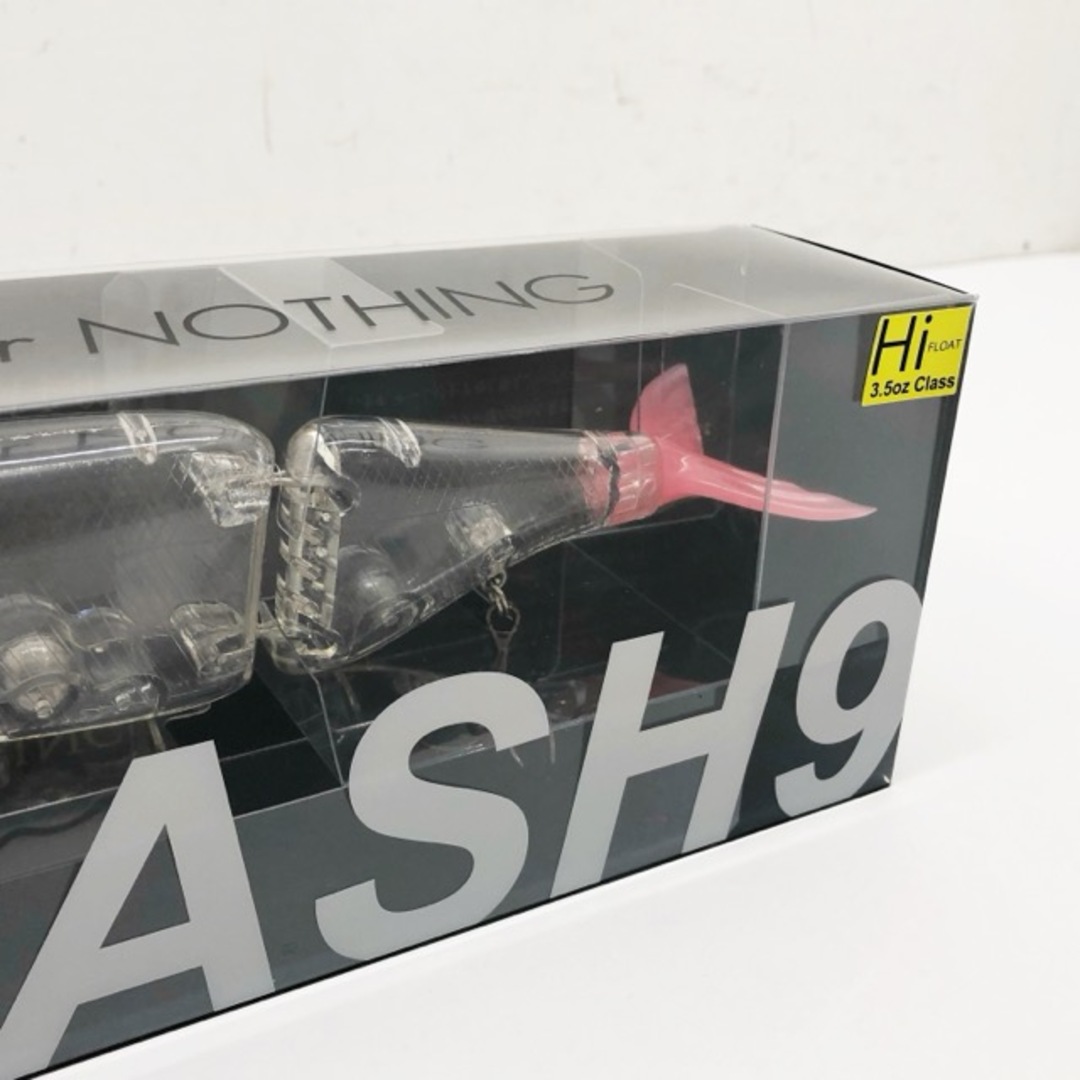 r NOTHING
Hi FLOAT
3.5oz Class
ASH9